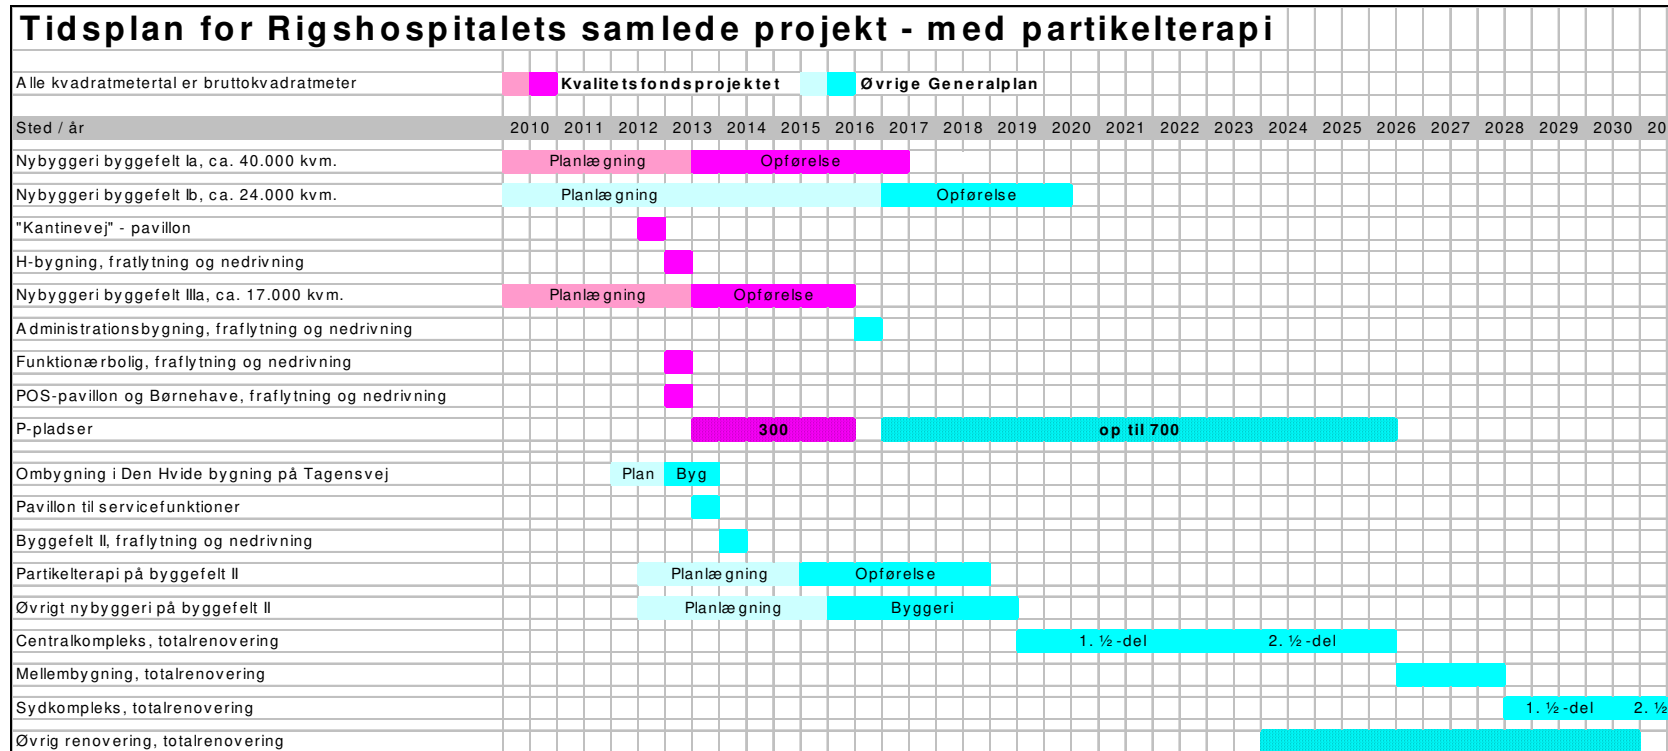 Tidsplan for Rigshospitalets samlede projekt - med partikelterapi
Alle kvadratmetertal er bruttokvadratmeter Kvalitetsfondsprojektet Øvrige Generalplan
Sted / år 2010 2011 2012 2013 2014 2015 2016 2017 2018 2019 2020 2021 2022 2023 2024 2025 2026 2027 2028 2029 2030 20
Nybyggeri byggefelt Ia, ca. 40.000 kvm. Planlægning Opførelse
Nybyggeri byggefelt Ib, ca. 24.000 kvm. Planlægning Opførelse
"Kantinevej" - pavillon
H-bygning, fratlytning og nedrivning
Nybyggeri byggefelt IIIa, ca. 17.000 kvm. Planlægning Opførelse
Administrationsbygning, fraflytning og nedrivning
Funktionærbolig, fraflytning og nedrivning
POS-pavillon og Børnehave, fraflytning og nedrivning
P-pladser 300 op til 700
Ombygning i Den Hvide bygning på Tagensvej Plan Byg
Pavillon til servicefunktioner
Byggefelt II, fraflytning og nedrivning
Partikelterapi på byggefelt II Planlægning Opførelse
Øvrigt nybyggeri på byggefelt II Planlægning Byggeri
Centralkompleks, totalrenovering 1. ½-del 2. ½-del
Mellembygning, totalrenovering
Sydkompleks, totalrenovering 1. ½-del 2. ½
Øvrig renovering, totalrenovering